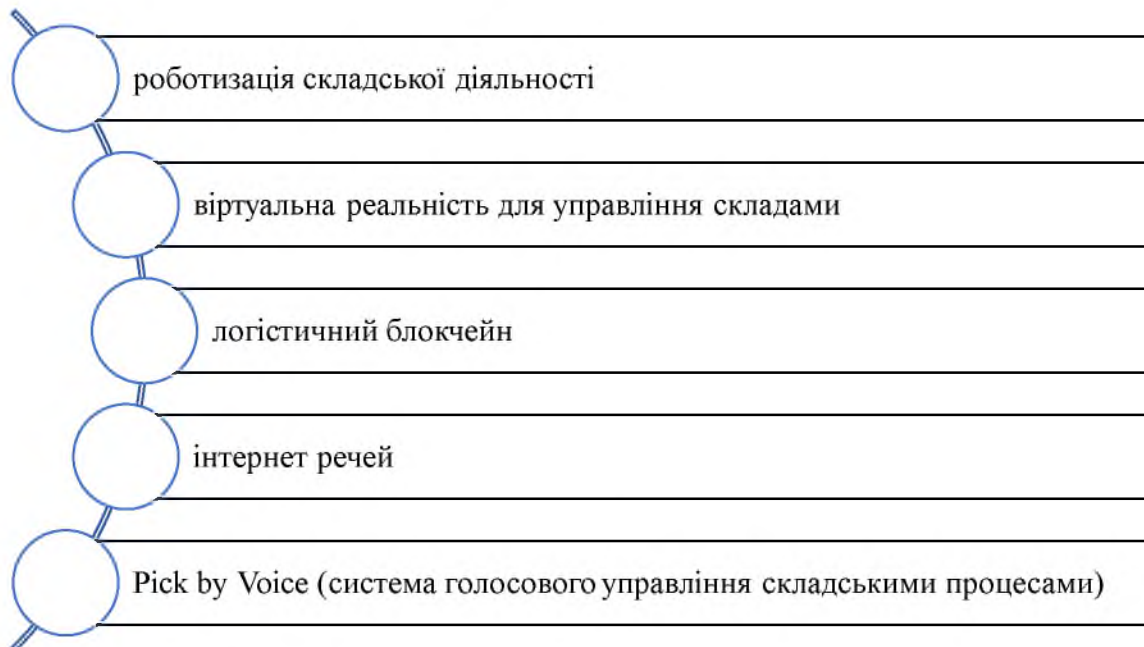 роботизація складської діяльності
віртуальна реальність для управління складами
логістичний блокчейн
інтернет речей
Pick by Voice (система голосового управління складськими процесами)